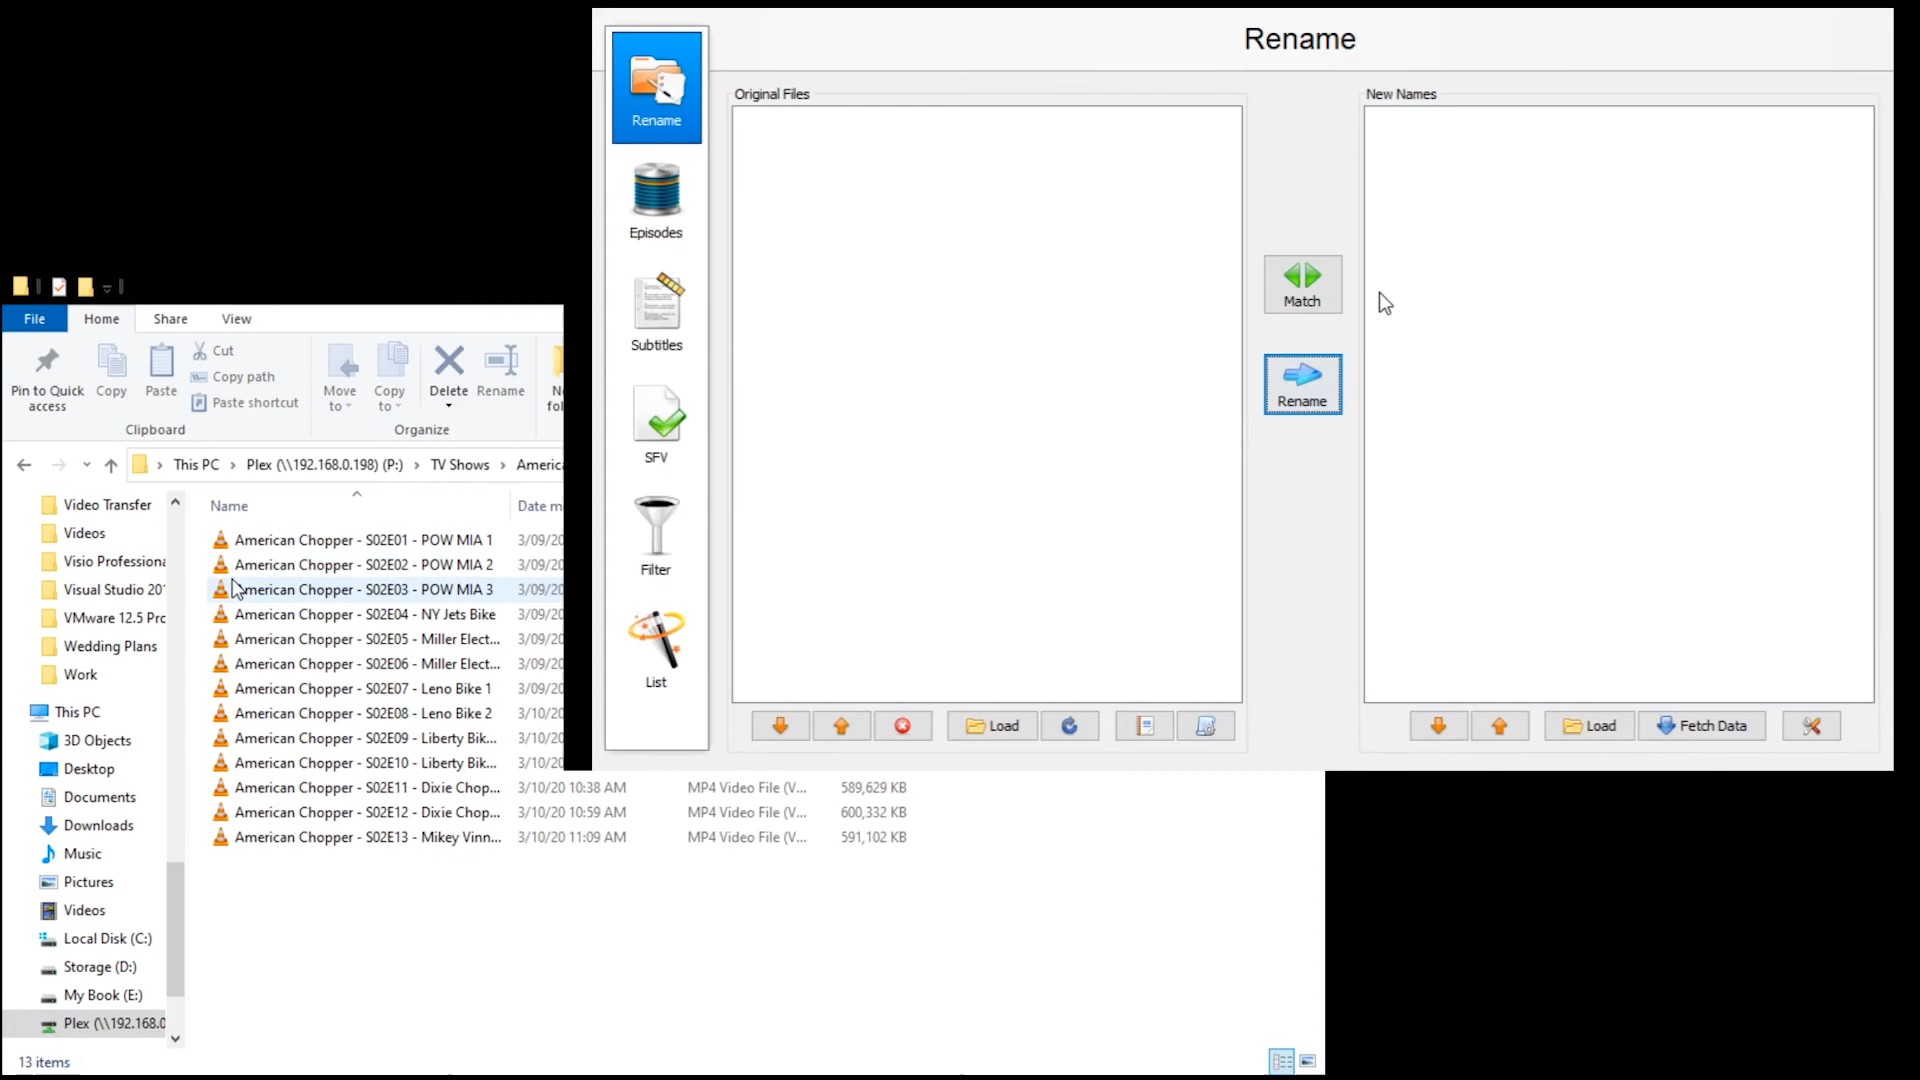 Rename
Rename
Episodes
Subtitles
SFV
Filter
List
Original Files
New Names
Match
Rename
Load
Load
Fetch Data
File
Home
Share
View
Pin to Quick
access
Copy
Paste
Cut
Copy path
Paste shortcut
Clipboard
Move
to
Copy
to
Delete
Rename
Organize
This PC
Plex (\\192.168.0.198) (P:)
TV Shows
Video Transfer
Videos
Work
Wedding Plans
This PC
3D Objects
Desktop
Documents
Downloads
Music
Pictures
Videos
Local Disk (C:)
Storage (D:)
My Book (E:)
Plex (\\192.168.0
Name
American Chopper - S02E01 - POW MIA 1
American Chopper - S02E02 - POW MIA 2
American Chopper - S02E03 - POW MIA 3
American Chopper - S02E04 - NY Jets Bike
American Chopper - S02E05 - Miller Elect...
American Chopper - S02E06 - Miller Elect...
American Chopper - S02E07 - Leno Bike 1
American Chopper - S02E08 - Leno Bike 2
American Chopper - S02E09 - Liberty Bik...
American Chopper - S02E10 - Liberty Bik...
American Chopper - S02E11 - Dixie Chop... 3/10/20 10:38 AM MP4 Video File (V... 589,629 KB
American Chopper - S02E12 - Dixie Chop... 3/10/20 10:59 AM MP4 Video File (V... 600,332 KB
American Chopper - S02E13 - Mikey Vinn... 3/10/20 11:09 AM MP4 Video File (V... 591,102 KB
13 items